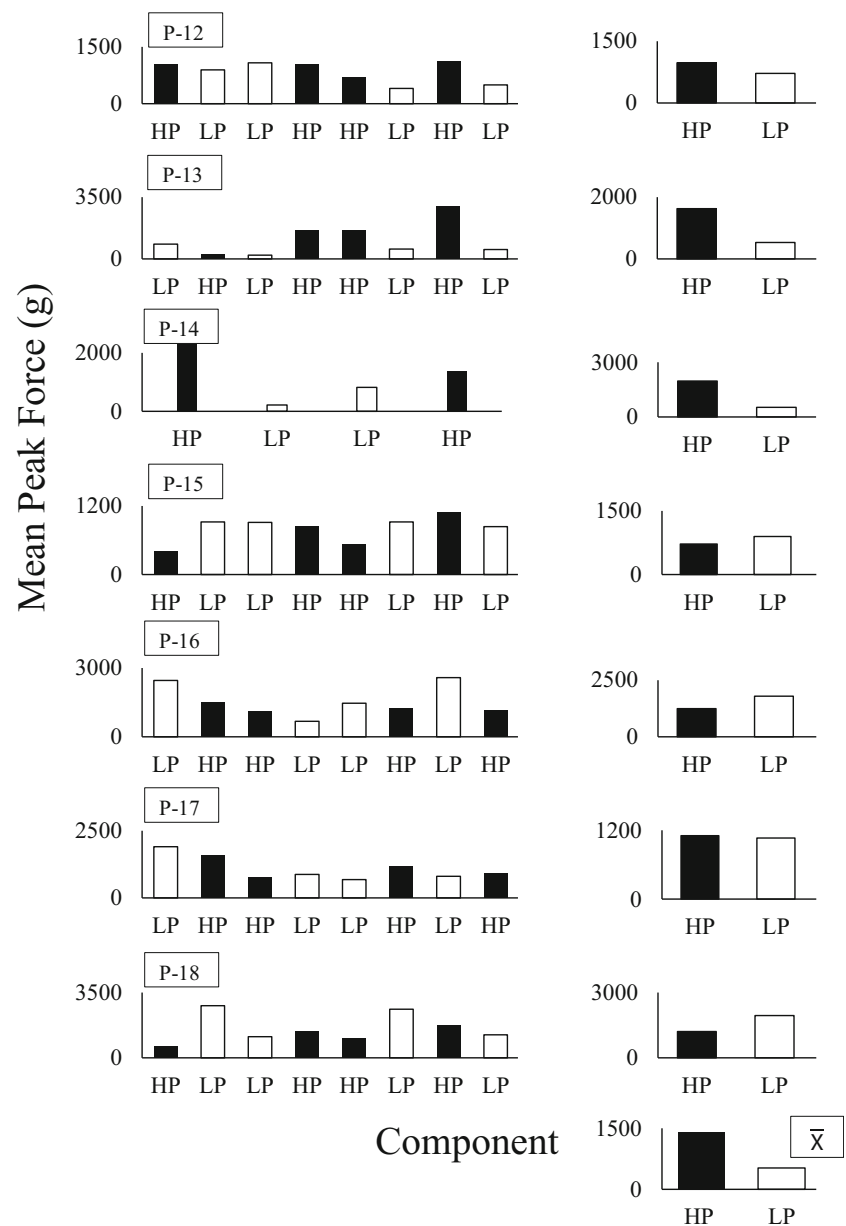 Mean Peak Force (g)
P-12
1500
0
HP LP LP HP HP LP HP LP
1500
0
HP LP
P-13
3500
0
LP HP LP HP HP LP HP LP
2000
0
HP LP
P-14
2000
0
HP LP LP HP
3000
0
HP LP
P-15
1200
0
HP LP LP HP HP LP HP LP
1500
0
HP LP
P-16
3000
0
LP HP HP LP LP HP LP HP
2500
0
HP LP
P-17
2500
0
LP HP HP LP LP HP LP HP
1200
0
HP LP
P-18
3500
0
HP LP LP HP HP LP HP LP
3000
0
HP LP
Component
x̅
1500
0
HP LP